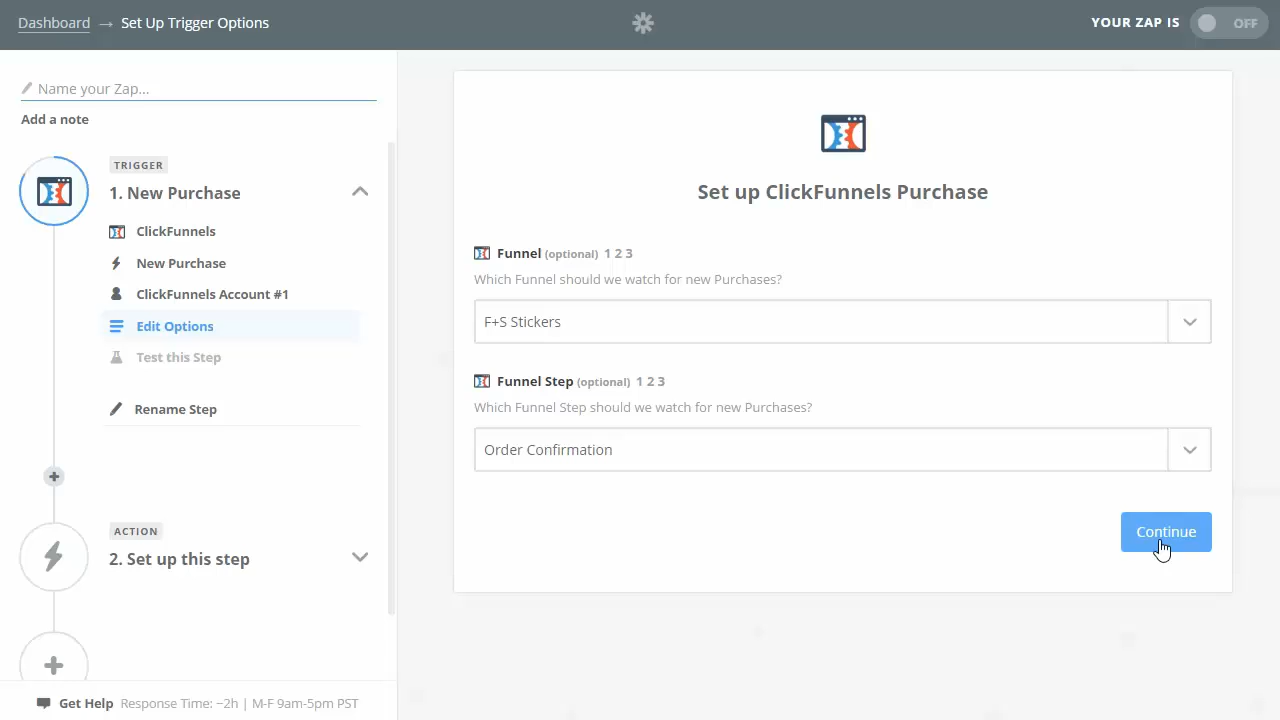 Dashboard → Set Up Trigger Options
YOUR ZAP IS OFF
Name your Zap...
Add a note
TRIGGER
1. New Purchase
ClickFunnels
New Purchase
ClickFunnels Account #1
Edit Options
Test this Step
Rename Step
ACTION
2. Set up this step
Get Help Response Time: ~2h | M-F 9am-5pm PST
Set up ClickFunnels Purchase
Funnel (optional) 1 2 3
Which Funnel should we watch for new Purchases?
F+S Stickers
Funnel Step (optional) 1 2 3
Which Funnel Step should we watch for new Purchases?
Order Confirmation
Continue